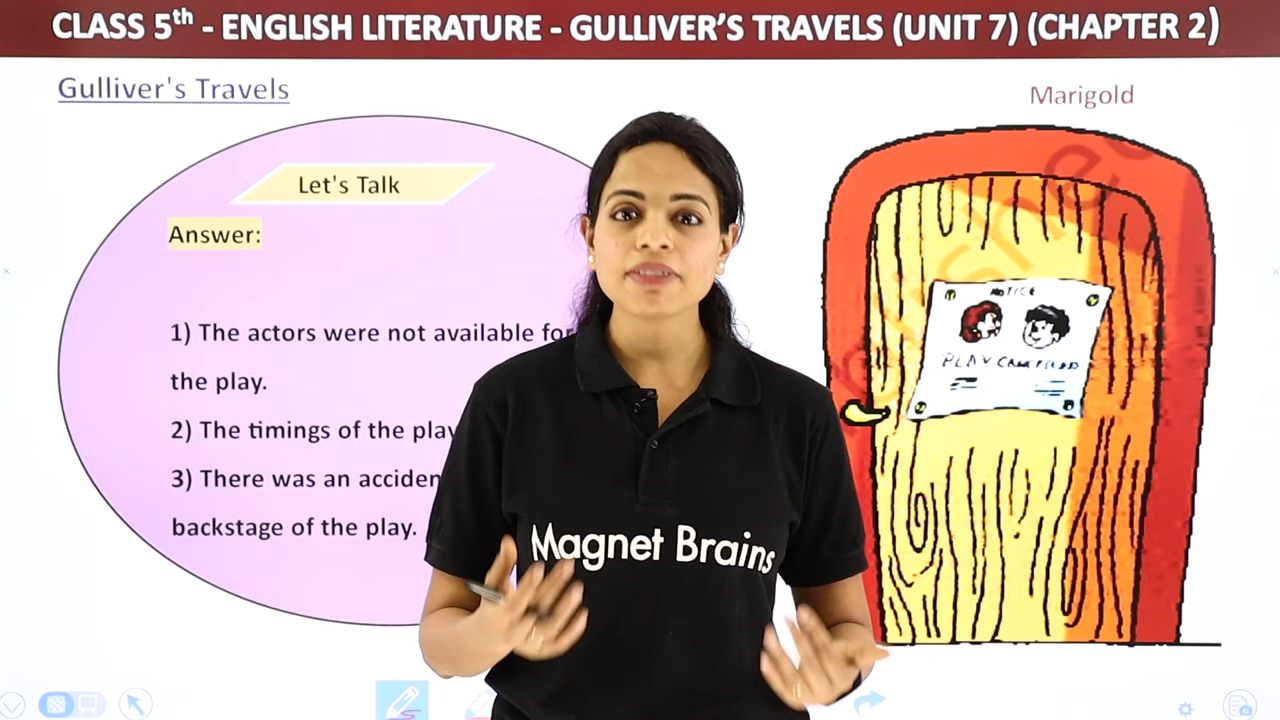 CLASS 5th - ENGLISH LITERATURE - GULLIVER'S TRAVELS (UNIT 7) (CHAPTER 2)
Gulliver's Travels
Marigold
Let's Talk
Answer:
1) The actors were not available for
the play.
2) The timings of the play
3) There was an acciden
backstage of the play.
NOTICE
PLAY
Magnet Brains